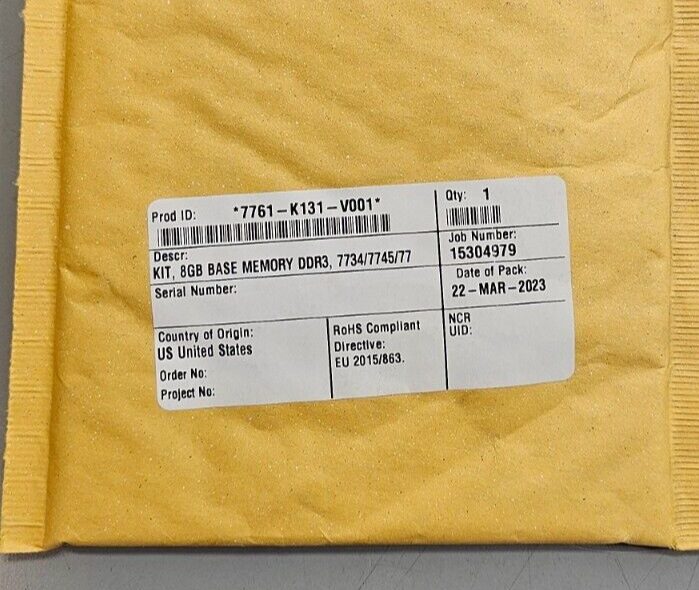 Prod ID: *7761-K131-V001*
Qty: 1
Descr:
KIT, 8GB BASE MEMORY DDR3, 7734/7745/77
Job Number:
15304979
Serial Number:
Date of Pack:
22-MAR-2023
Country of Origin:
US United States
Order No:
Project No:
RoHS Compliant
Directive:
EU 2015/863.
NCR
UID: